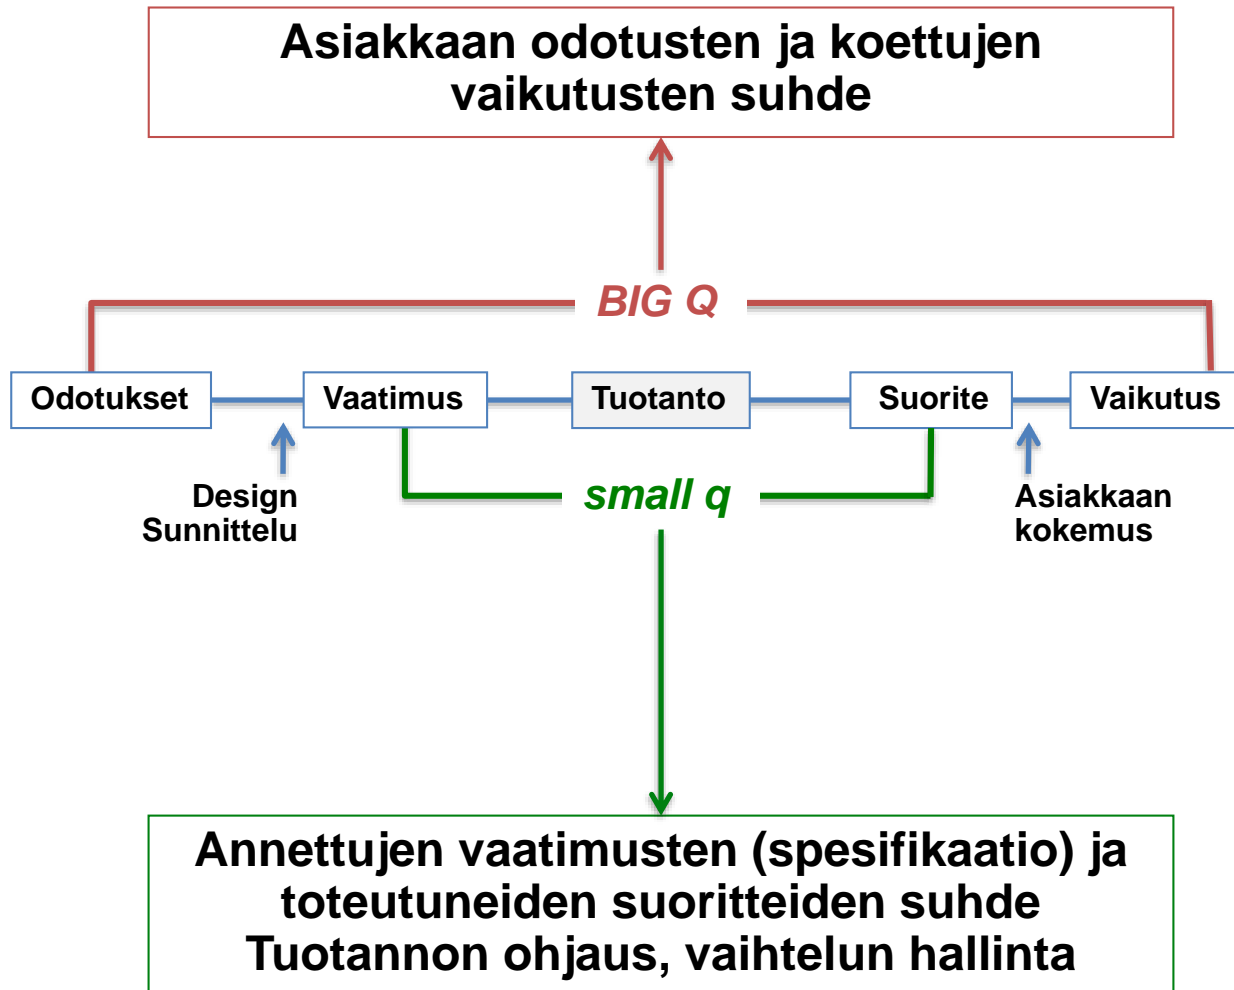 Asiakkaan odotusten ja koettujen
vaikutusten suhde
BIG Q
Odotukset
Vaatimus
Tuotanto
Suorite
Vaikutus
Design
Sunnittelu
small q
Asiakkaan
kokemus
Annettujen vaatimusten (spesifikaatio) ja
toteutuneiden suoritteiden suhde
Tuotannon ohjaus, vaihtelun hallinta